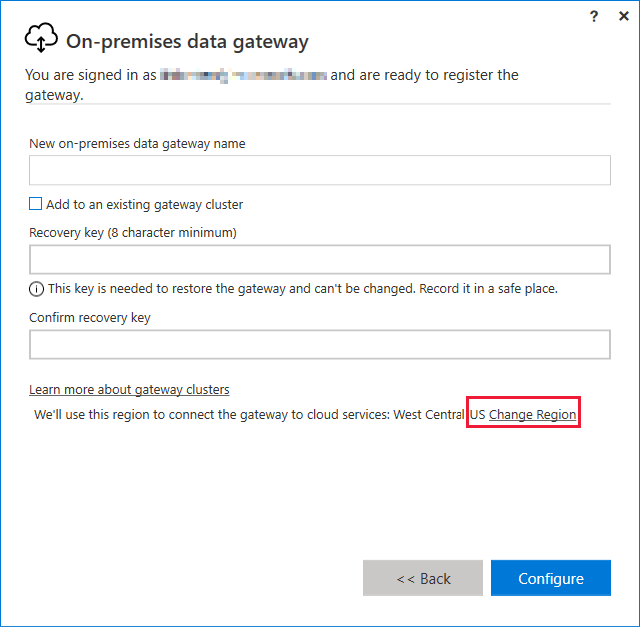 ?
On-premises data gateway
You are signed in as and are ready to register the
gateway.
New on-premises data gateway name
Add to an existing gateway cluster
Recovery key (8 character minimum)
This key is needed to restore the gateway and can't be changed. Record it in a safe place.
Confirm recovery key
Learn more about gateway clusters
We'll use this region to connect the gateway to cloud services: West Central US Change Region
<< Back
Configure